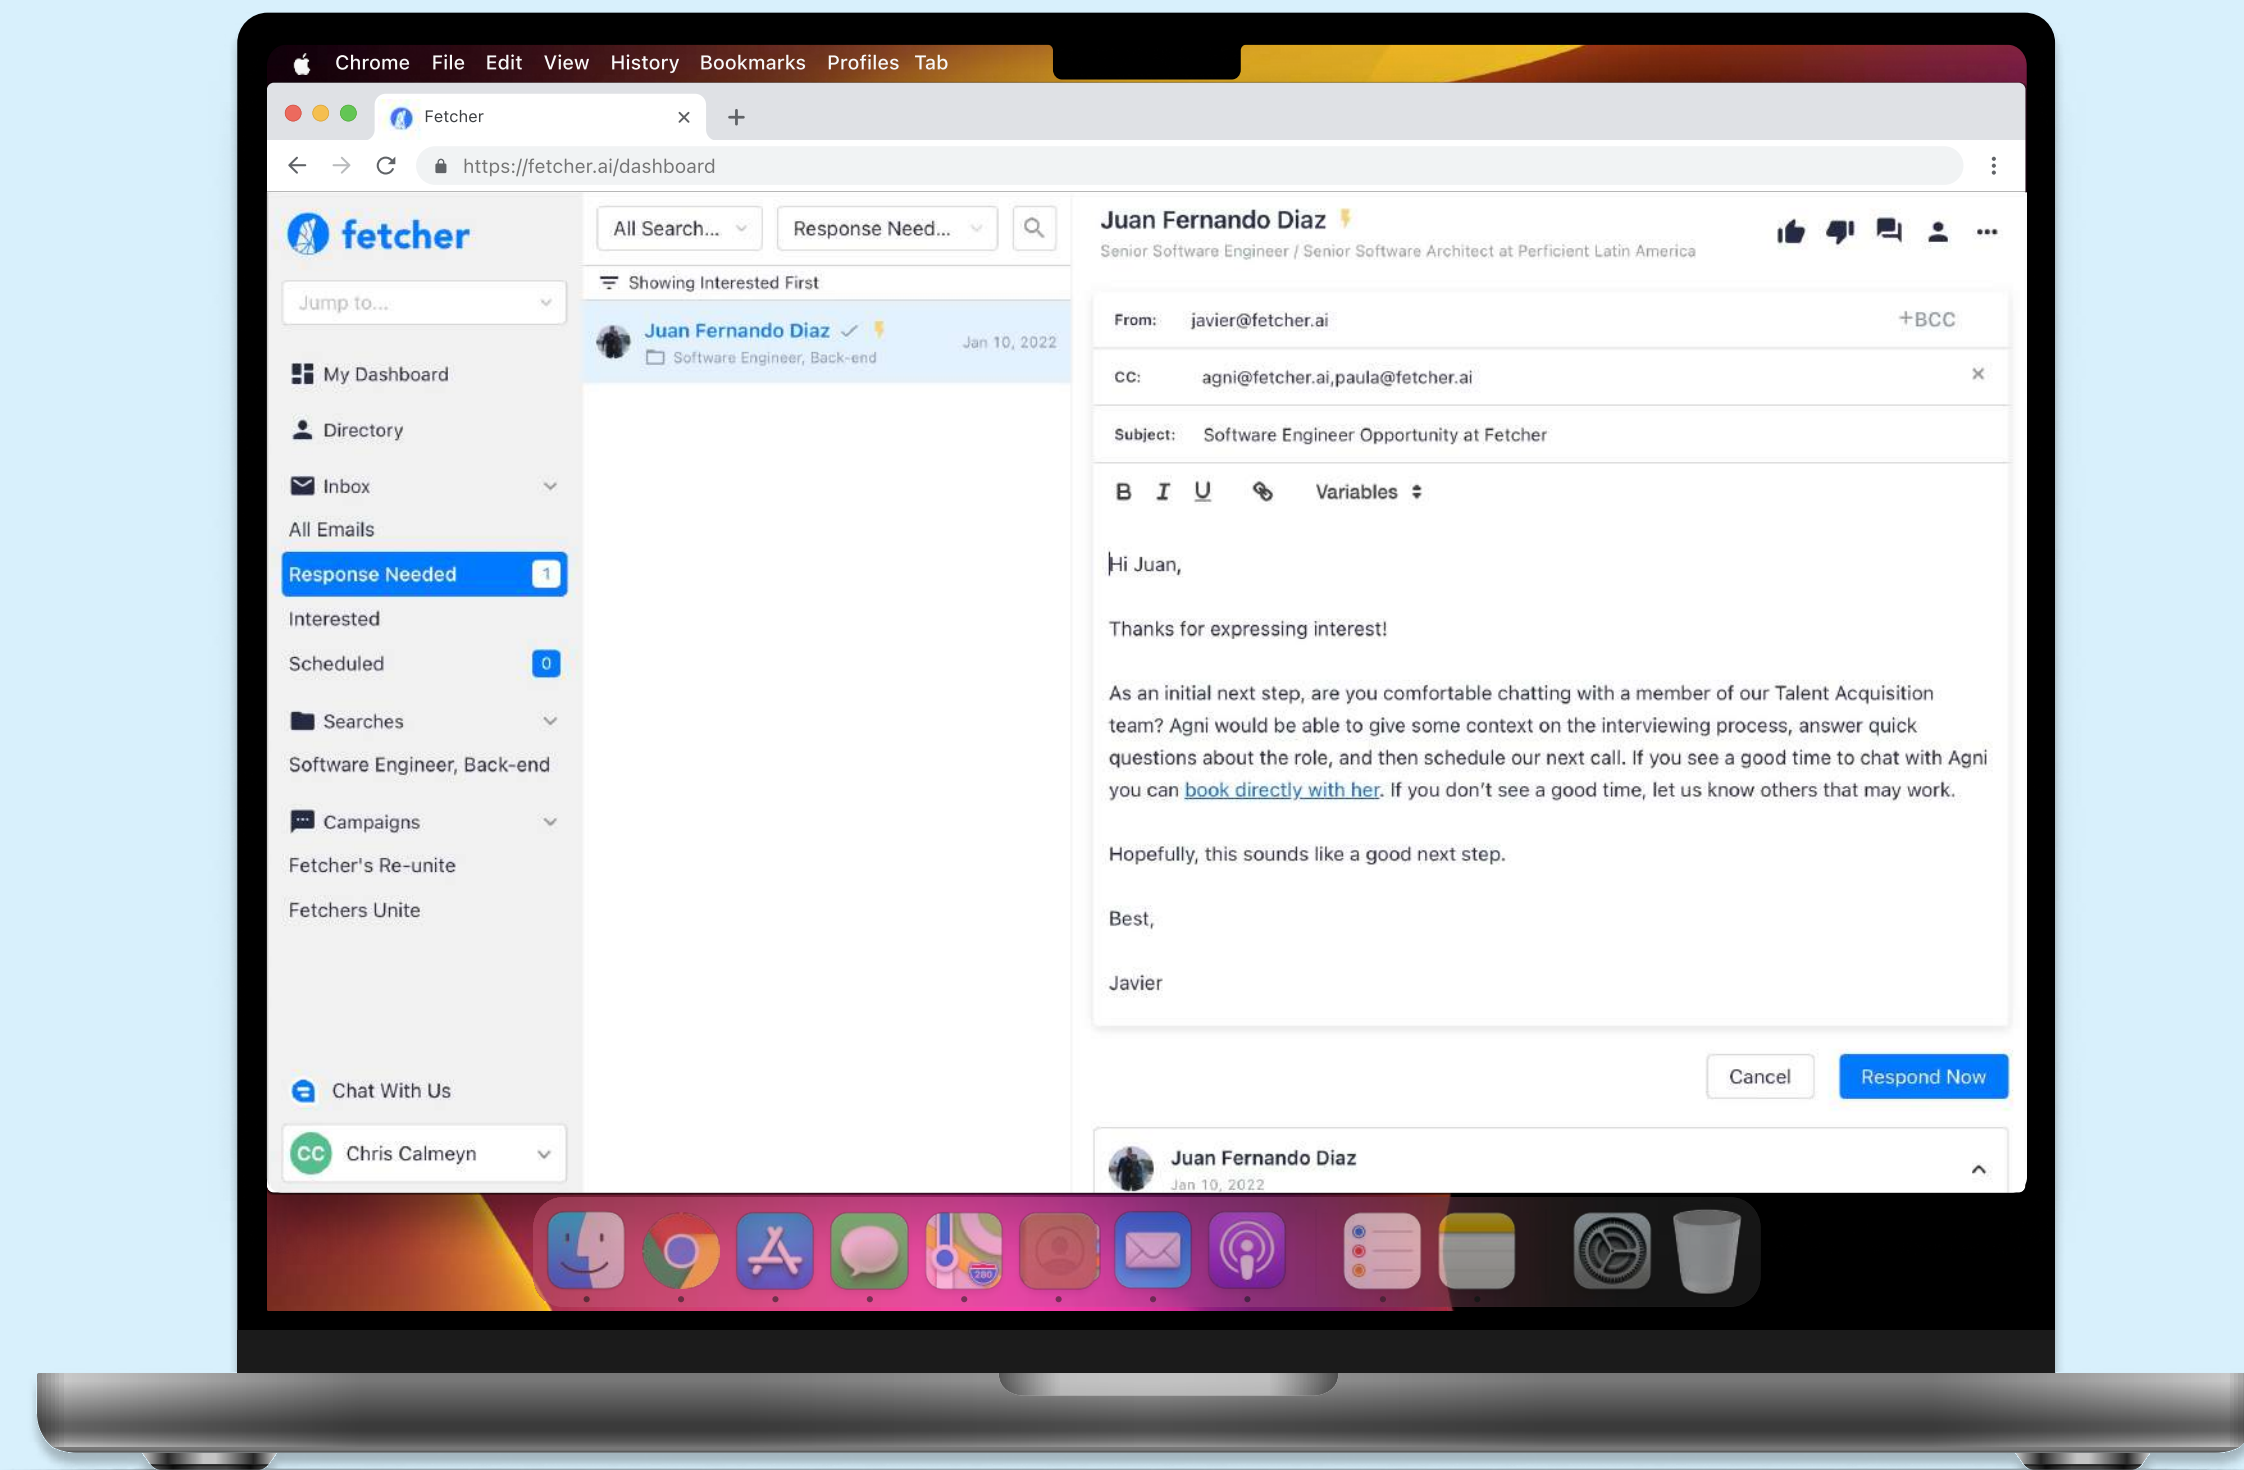 Chrome File Edit View History Bookmarks Profiles Tab
Fetcher
https://fetcher.ai/dashboard
fetcher
Jump to...
My Dashboard
Directory
Inbox
All Emails
Response Needed 1
Interested
Scheduled 0
Searches
Software Engineer, Back-end
Campaigns
Fetcher's Re-unite
Fetchers Unite
Chat With Us
CC Chris Calmeyn
All Search... Response Need...
Showing Interested First
Juan Fernando Diaz
Jan 10, 2022
Software Engineer, Back-end
Juan Fernando Diaz
Senior Software Engineer / Senior Software Architect at Perficient Latin America
From: javier@fetcher.ai +BCC
CC: agni@fetcher.ai,paula@fetcher.ai
Subject: Software Engineer Opportunity at Fetcher
B I U Variables
Hi Juan,
Thanks for expressing interest!
As an initial next step, are you comfortable chatting with a member of our Talent Acquisition
team? Agni would be able to give some context on the interviewing process, answer quick
questions about the role, and then schedule our next call. If you see a good time to chat with Agni
you can book directly with her. If you don't see a good time, let us know others that may work.
Hopefully, this sounds like a good next step.
Best,
Javier
Cancel Respond Now
Juan Fernando Diaz
Jan 10, 2022
280